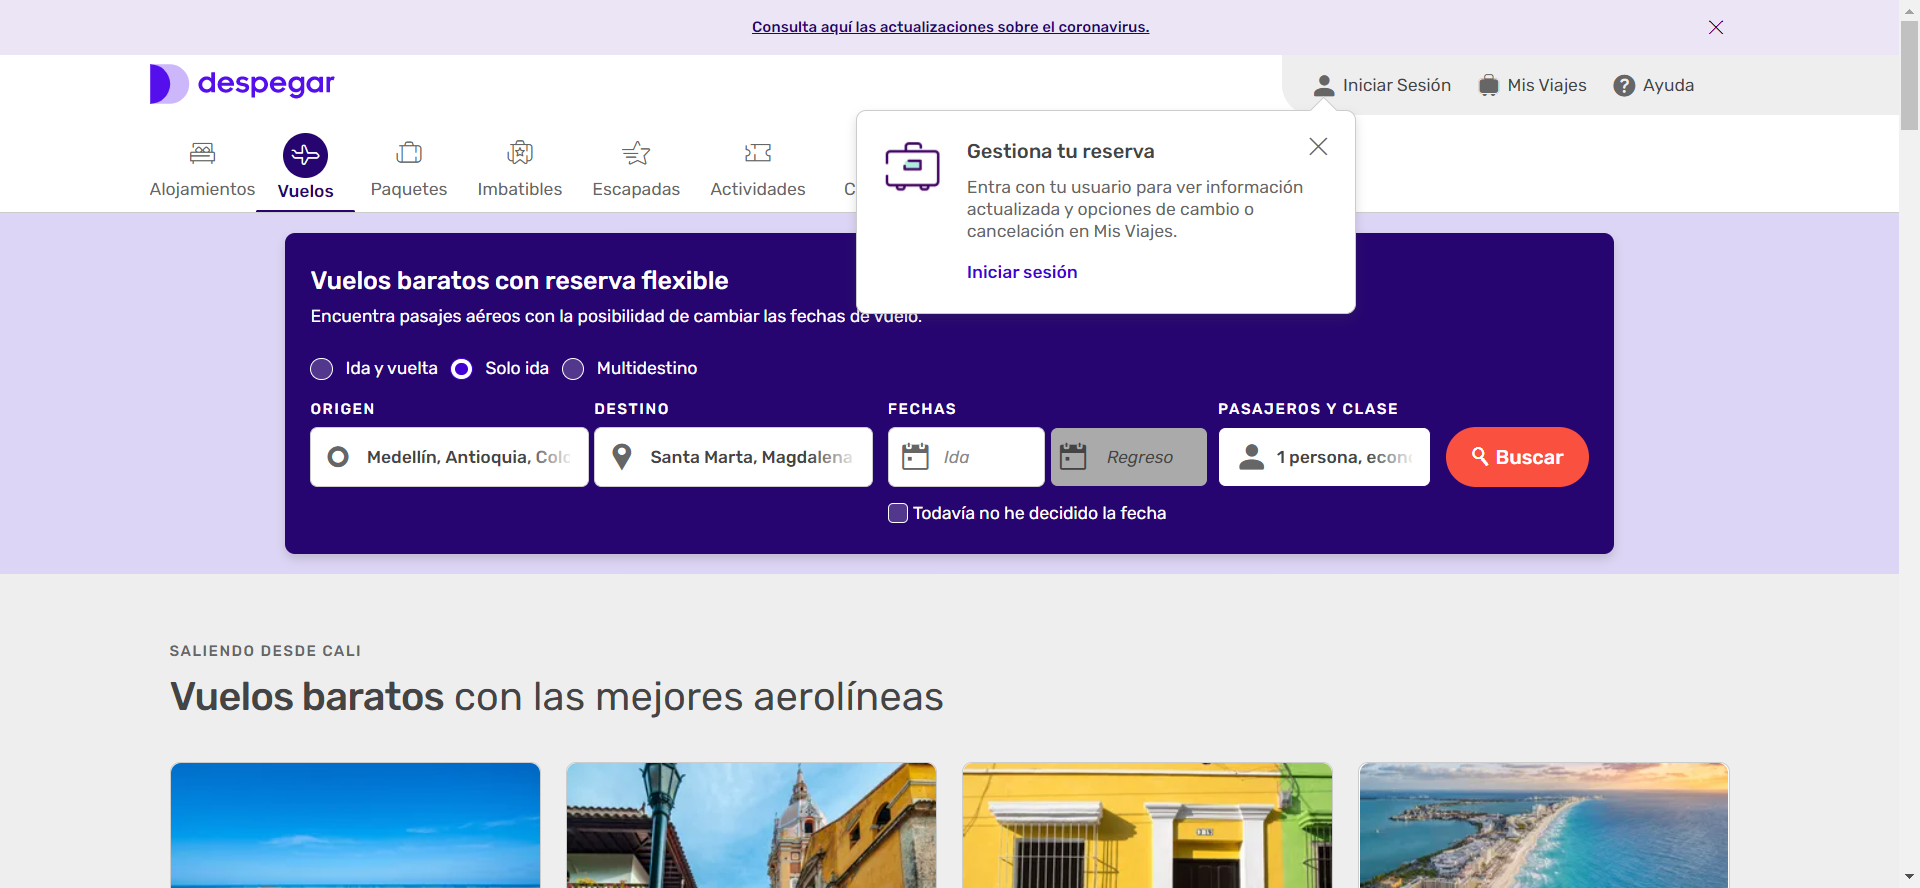 Consulta aquí las actualizaciones sobre el coronavirus.
despegar
Iniciar Sesión
Mis Viajes
Ayuda
Alojamientos
Vuelos
Paquetes
Imbatibles
Escapadas
Actividades
C
Gestiona tu reserva
Entra con tu usuario para ver información
actualizada y opciones de cambio o
cancelación en Mis Viajes.
Iniciar sesión
Vuelos baratos con reserva flexible
Encuentra pasajes aéreos con la posibilidad de cambiar las fechas de vuelo.
Ida y vuelta
Solo ida
Multidestino
ORIGEN
DESTINO
FECHAS
PASAJEROS Y CLASE
Medellín, Antioquia, Colo
Santa Marta, Magdalena
Ida
Regreso
1 persona, econ
Buscar
Todavía no he decidido la fecha
SALIENDO DESDE CALI
Vuelos baratos con las mejores aerolíneas